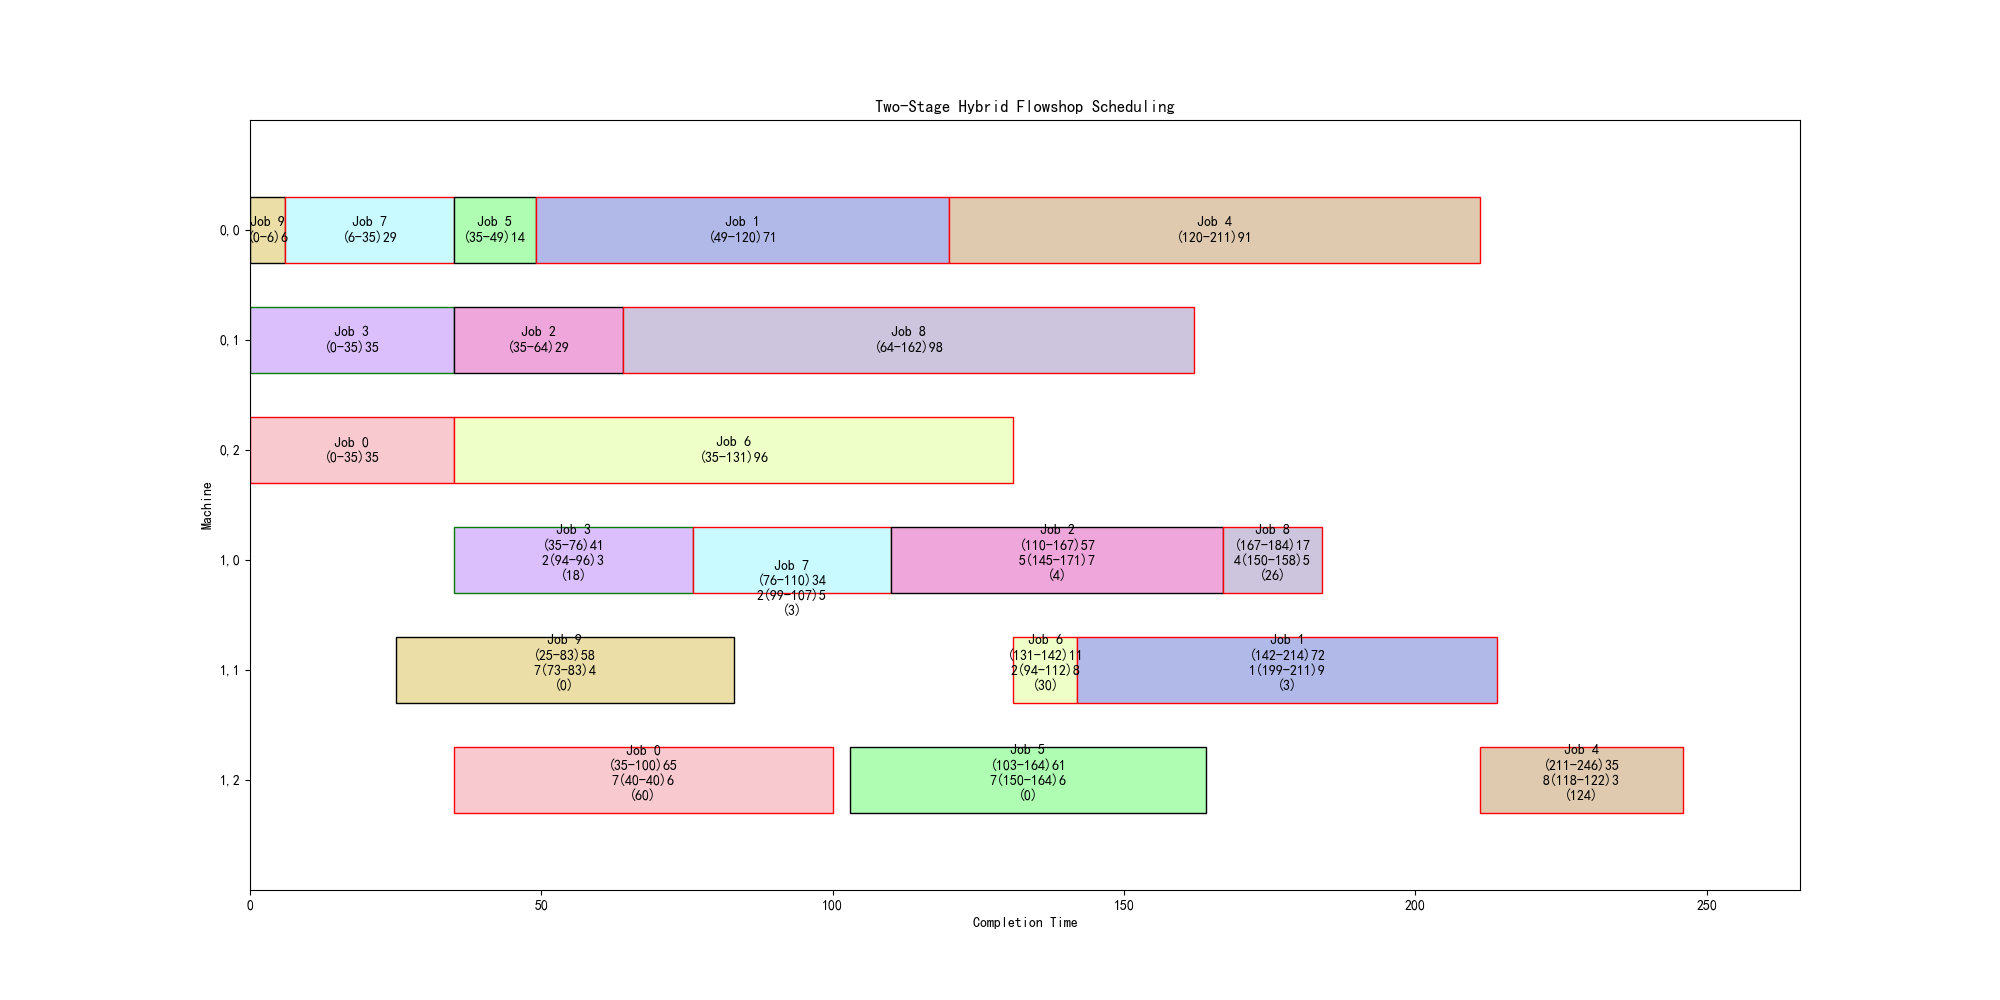 Two-Stage Hybrid Flowshop Scheduling
0,0
Job 9
(0-6)6
Job 7
(6-35)29
Job 5
(35-49)14
Job 1
(49-120)71
Job 4
(120-211)91
0,1
Job 3
(0-35)35
Job 2
(35-64)29
Job 8
(64-162)98
0,2
Job 0
(0-35)35
Job 6
(35-131)96
Machine
1,0
Job 3
(35-76)41
2(94-96)3
(18)
Job 7
(76-110)34
2(99-107)5
(3)
Job 2
(110-167)57
5(145-171)7
(4)
Job 8
(167-184)17
4(150-158)5
(26)
1,1
Job 9
(25-83)58
7(73-83)4
(0)
Job 6
(131-142)11
2(94-112)8
(30)
Job 1
(142-214)72
1(199-211)9
(3)
1,2
Job 0
(35-100)65
7(40-40)6
(60)
Job 5
(103-164)61
7(150-164)6
(0)
Job 4
(211-246)35
8(118-122)3
(124)
0 50 100 150 200 250
Completion Time